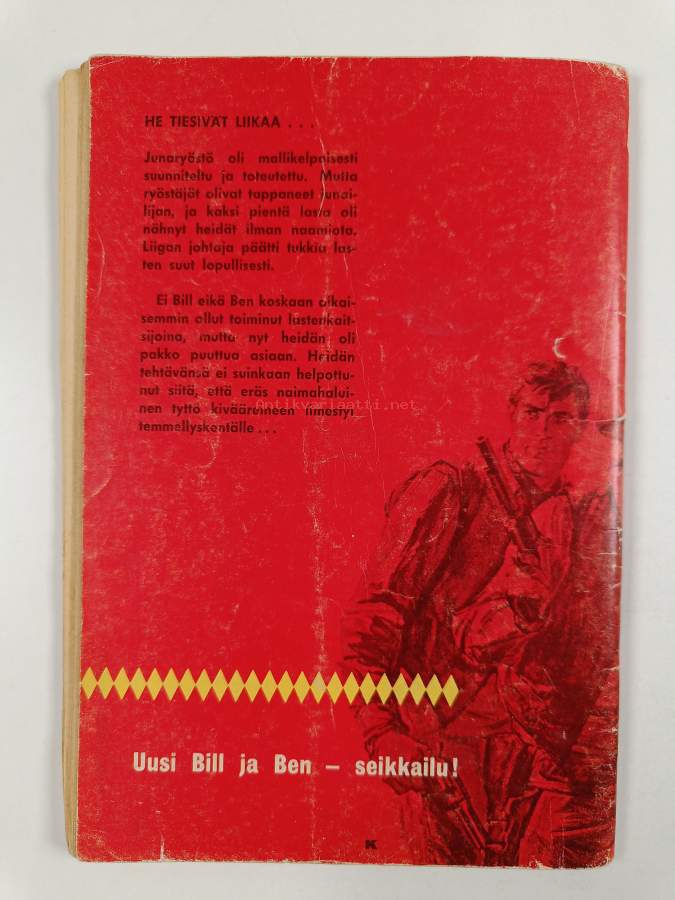 HE TIESIVÄT LIIKAA . . .
Junaryöstö oli mallikelpaisesti
suunniteltu ja toteutettu. Mutta
ryöstäjät olivat tappaneet junai-
lijan, ja kaksi pientä lasta oli
nähnyt heidät ilman naamiota.
Liigan johtaja päätti tukkia las-
ten suut lopullisesti.
Ei Bill eikä Ben koskaan aikai-
semmin ollut toiminut lastenkait-
sijoina, mutta nyt heidän oli
pakko puuttua asiaan. Heidän
tehtävänsä ei suinkaan helpottu-
nut siitä, että eräs naimahalui-
nen tyttö kivääreineen ilmestyi
antikvariaatti.net
temmellyskentälle . . .
Uusi Bill ja Ben – seikkailu!
K